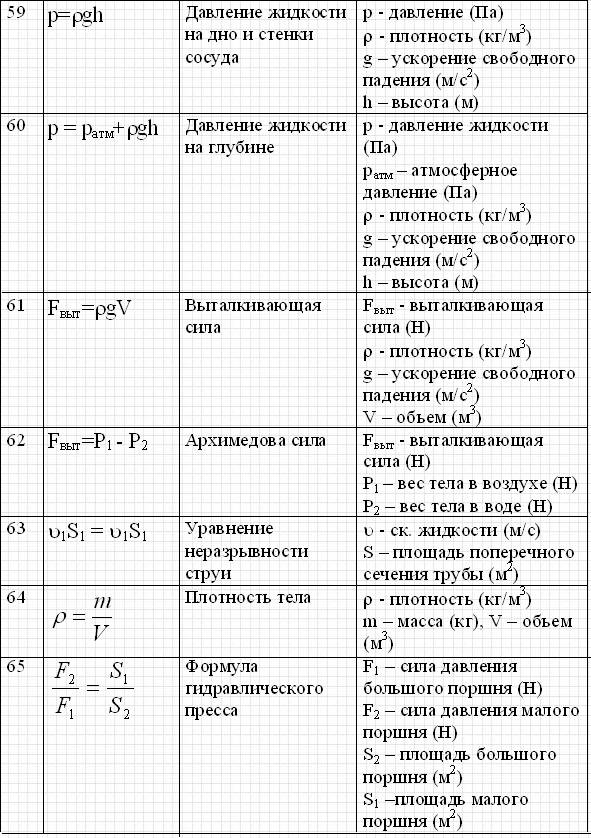 59
p=ρgh
Давление жидкости
на дно и стенки
сосуда
р - давление (Па)
ρ - плотность (кг/м³)
g – ускорение свободного
падения (м/с²)
h – высота (м)
60
p = pатм+ρgh
Давление жидкости
на глубине
р - давление жидкости
(Па)
ратм – атмосферное
давление (Па)
ρ - плотность (кг/м³)
g – ускорение свободного
падения (м/с²)
h – высота (м)
61
Fвыт=ρgV
Выталкивающая
сила
Fвыт - выталкивающая
сила (Н)
ρ - плотность (кг/м³)
g – ускорение свободного
падения (м/с²)
V – обьем (м³)
62
Fвыт=P₁ - P₂
Архимедова сила
Fвыт - выталкивающая
сила (Н)
P₁ – вес тела в воздухе (Н)
P₂ – вес тела в воде (Н)
63
υ₁S₁ = υ₁S₁
Уравнение
неразрывности
струи
υ - ск. жидкости (м/с)
S – площадь поперечного
сечения трубы (м²)
64
ρ = m/V
Плотность тела
ρ - плотность (кг/м³)
m – масса (кг), V – обьем
(м³)
65
F₂/F₁ = S₁/S₂
Формула
гидравлического
пресса
F₁ – сила давления
большого поршня (Н)
F₂ – сила давления малого
поршня (Н)
S₂ – площадь большого
поршня (м²)
S₁ –площадь малого
поршня (м²)